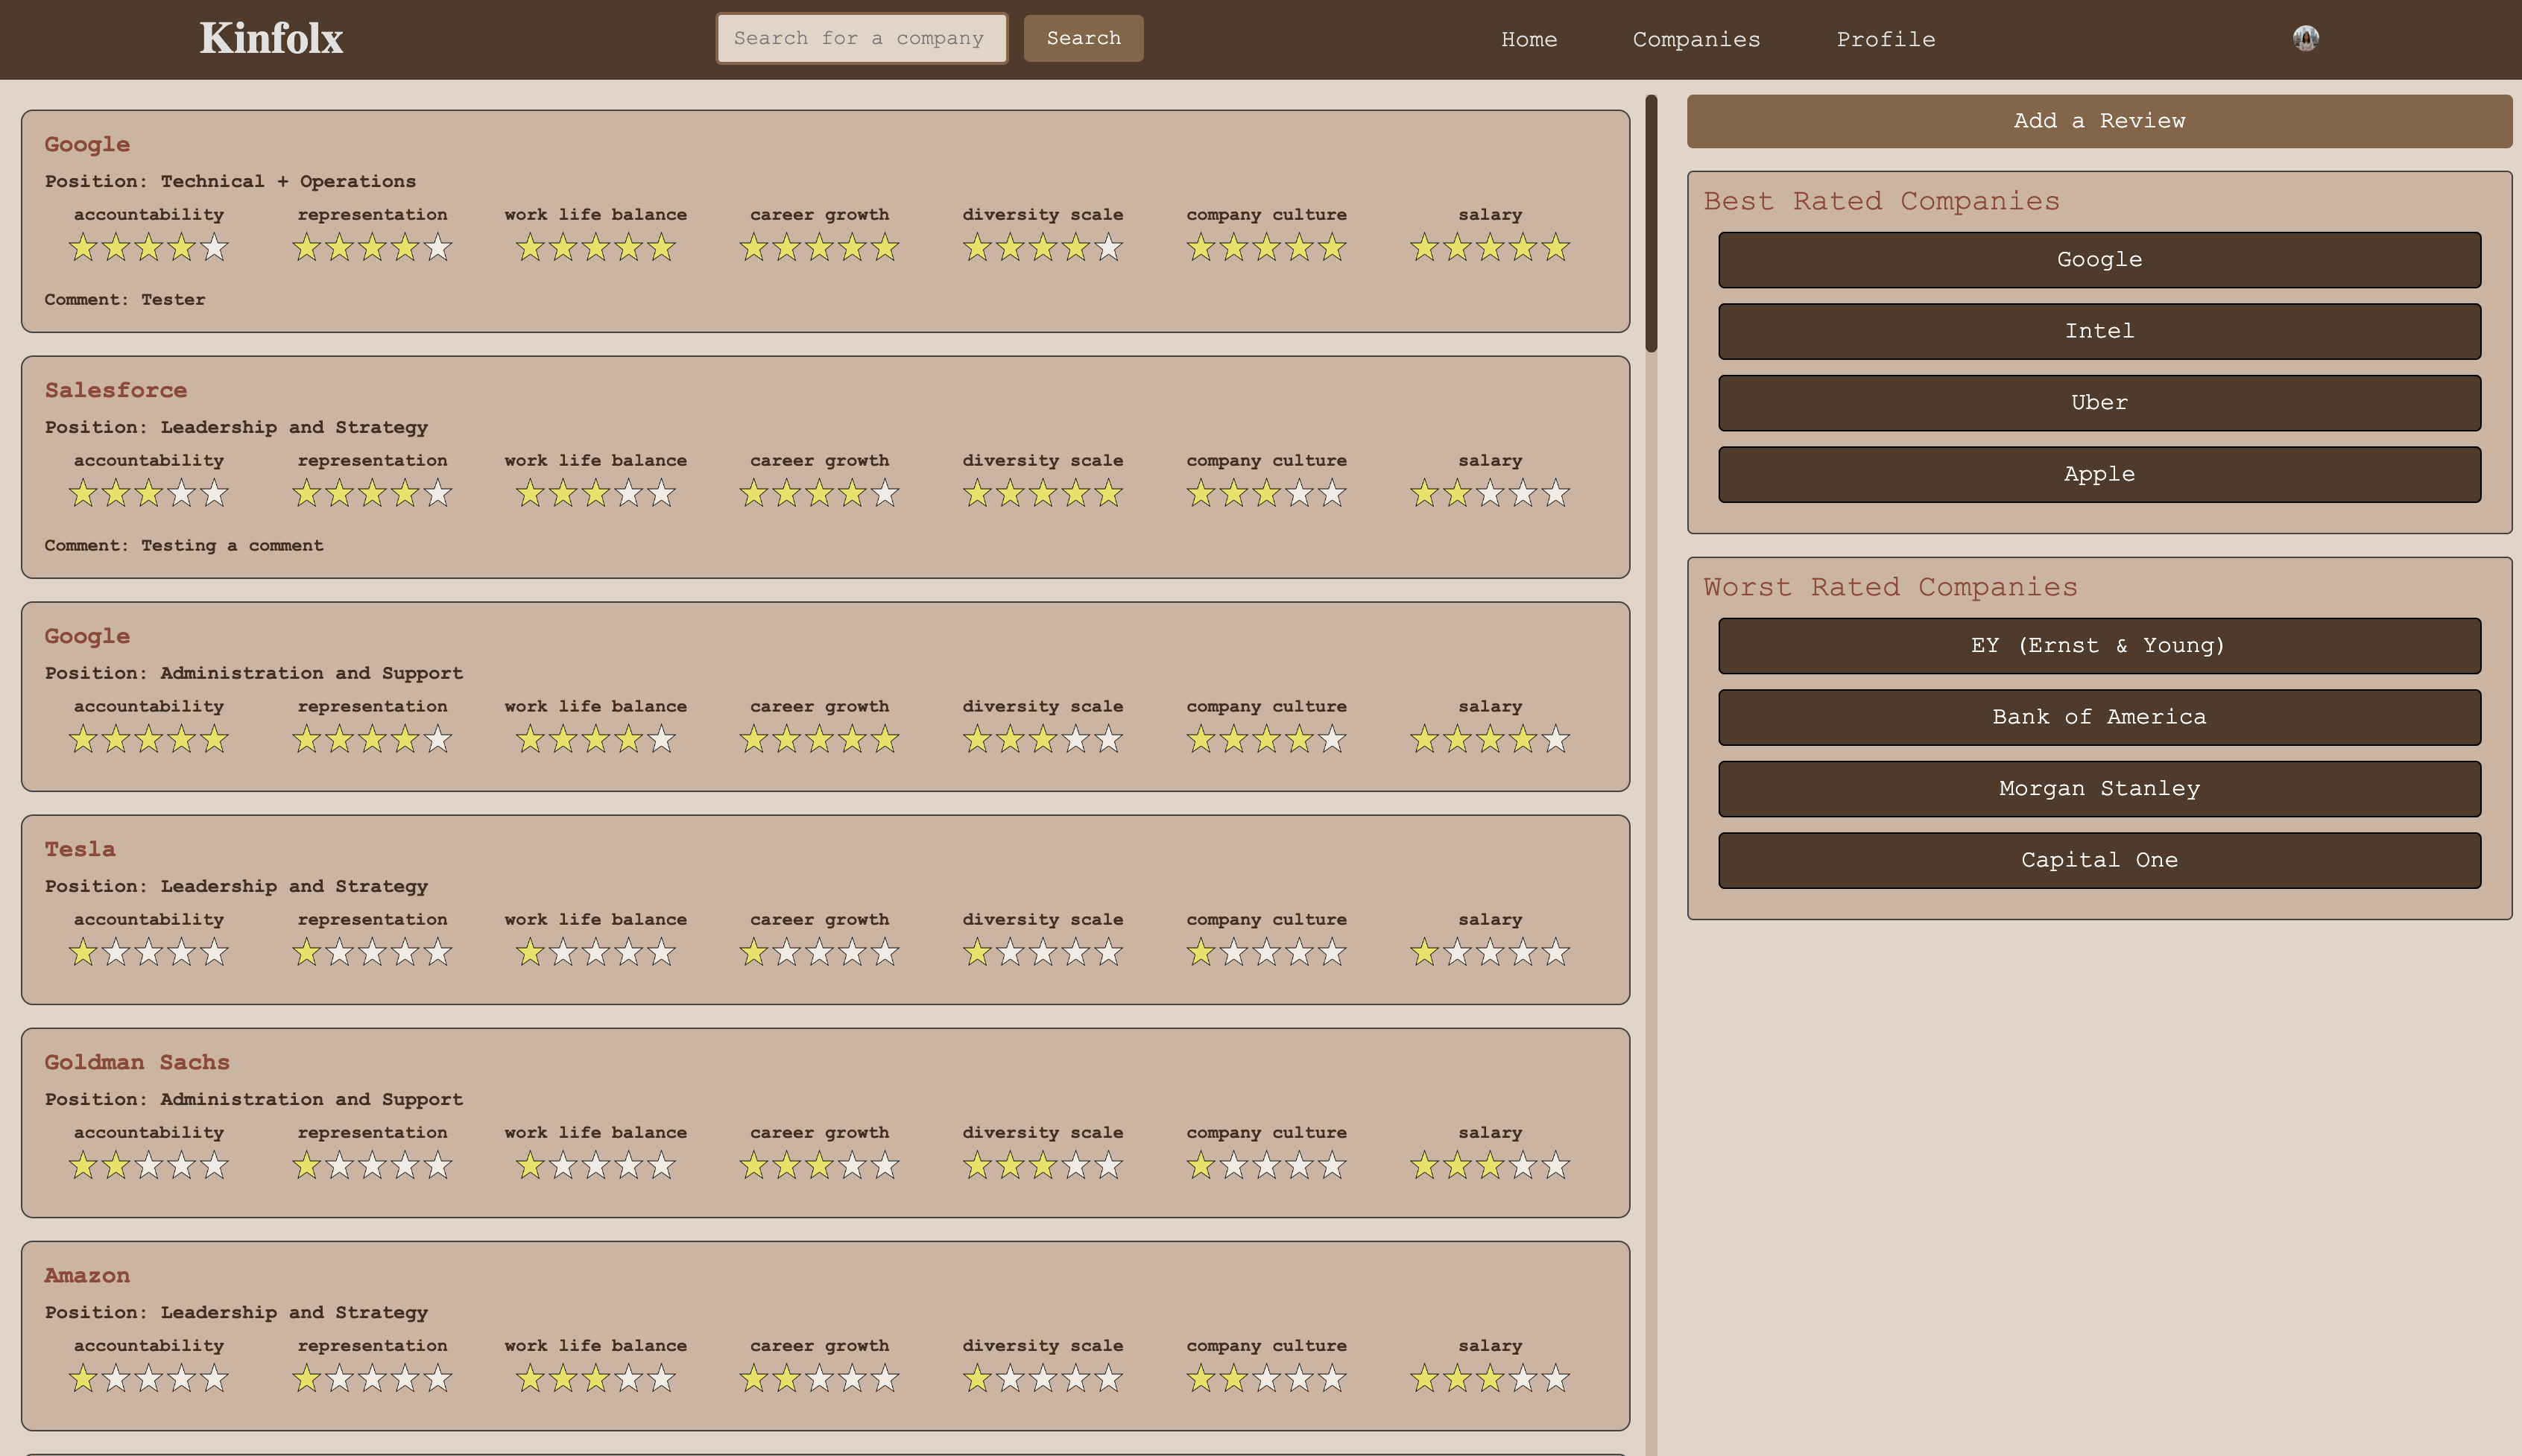 Kinfolx
Search for a company
Search
Home
Companies
Profile
Google
Position: Technical + Operations
accountability representation work life balance career growth diversity scale company culture salary
Comment: Tester
Salesforce
Position: Leadership and Strategy
accountability representation work life balance career growth diversity scale company culture salary
Comment: Testing a comment
Google
Position: Administration and Support
accountability representation work life balance career growth diversity scale company culture salary
Tesla
Position: Leadership and Strategy
accountability representation work life balance career growth diversity scale company culture salary
Goldman Sachs
Position: Administration and Support
accountability representation work life balance career growth diversity scale company culture salary
Amazon
Position: Leadership and Strategy
accountability representation work life balance career growth diversity scale company culture salary
Add a Review
Best Rated Companies
Google
Intel
Uber
Apple
Worst Rated Companies
EY (Ernst & Young)
Bank of America
Morgan Stanley
Capital One